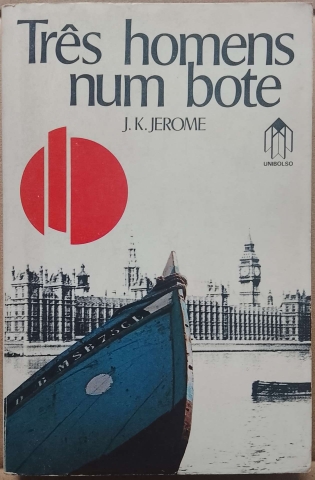 Três homens
num bote
J. K. JEROME
UNIBOLSO